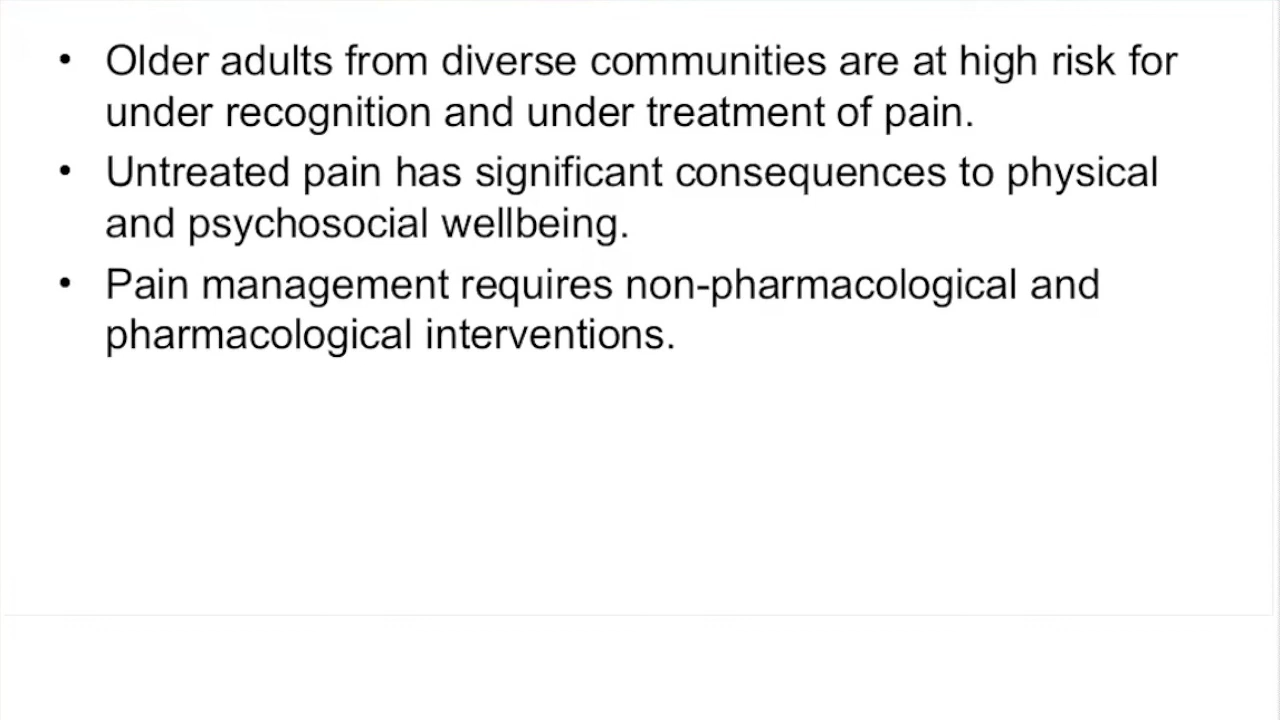 • Older adults from diverse communities are at high risk for
under recognition and under treatment of pain.
• Untreated pain has significant consequences to physical
and psychosocial wellbeing.
• Pain management requires non-pharmacological and
pharmacological interventions.